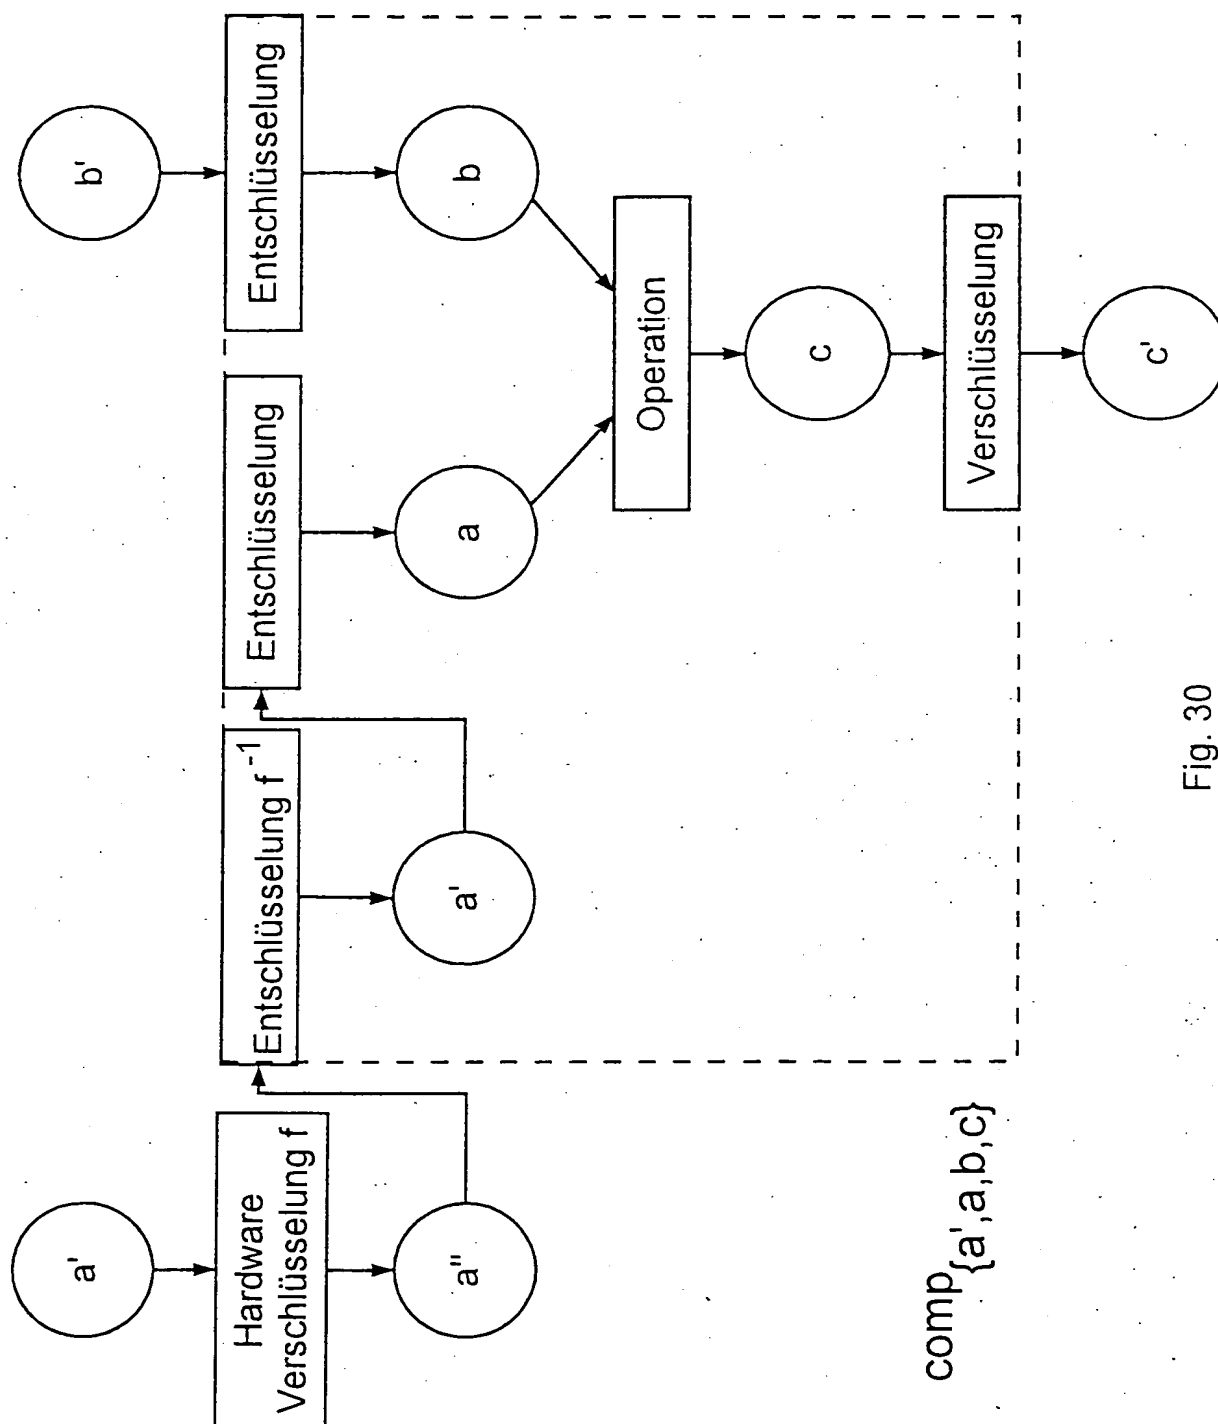 a'
b'
Hardware
Verschlüsselung f
Entschlüsselung f⁻¹
Entschlüsselung
Entschlüsselung
a''
a'
a
b
Operation
c
comp{a',a,b,c}
Verschlüsselung
c'
Fig. 30